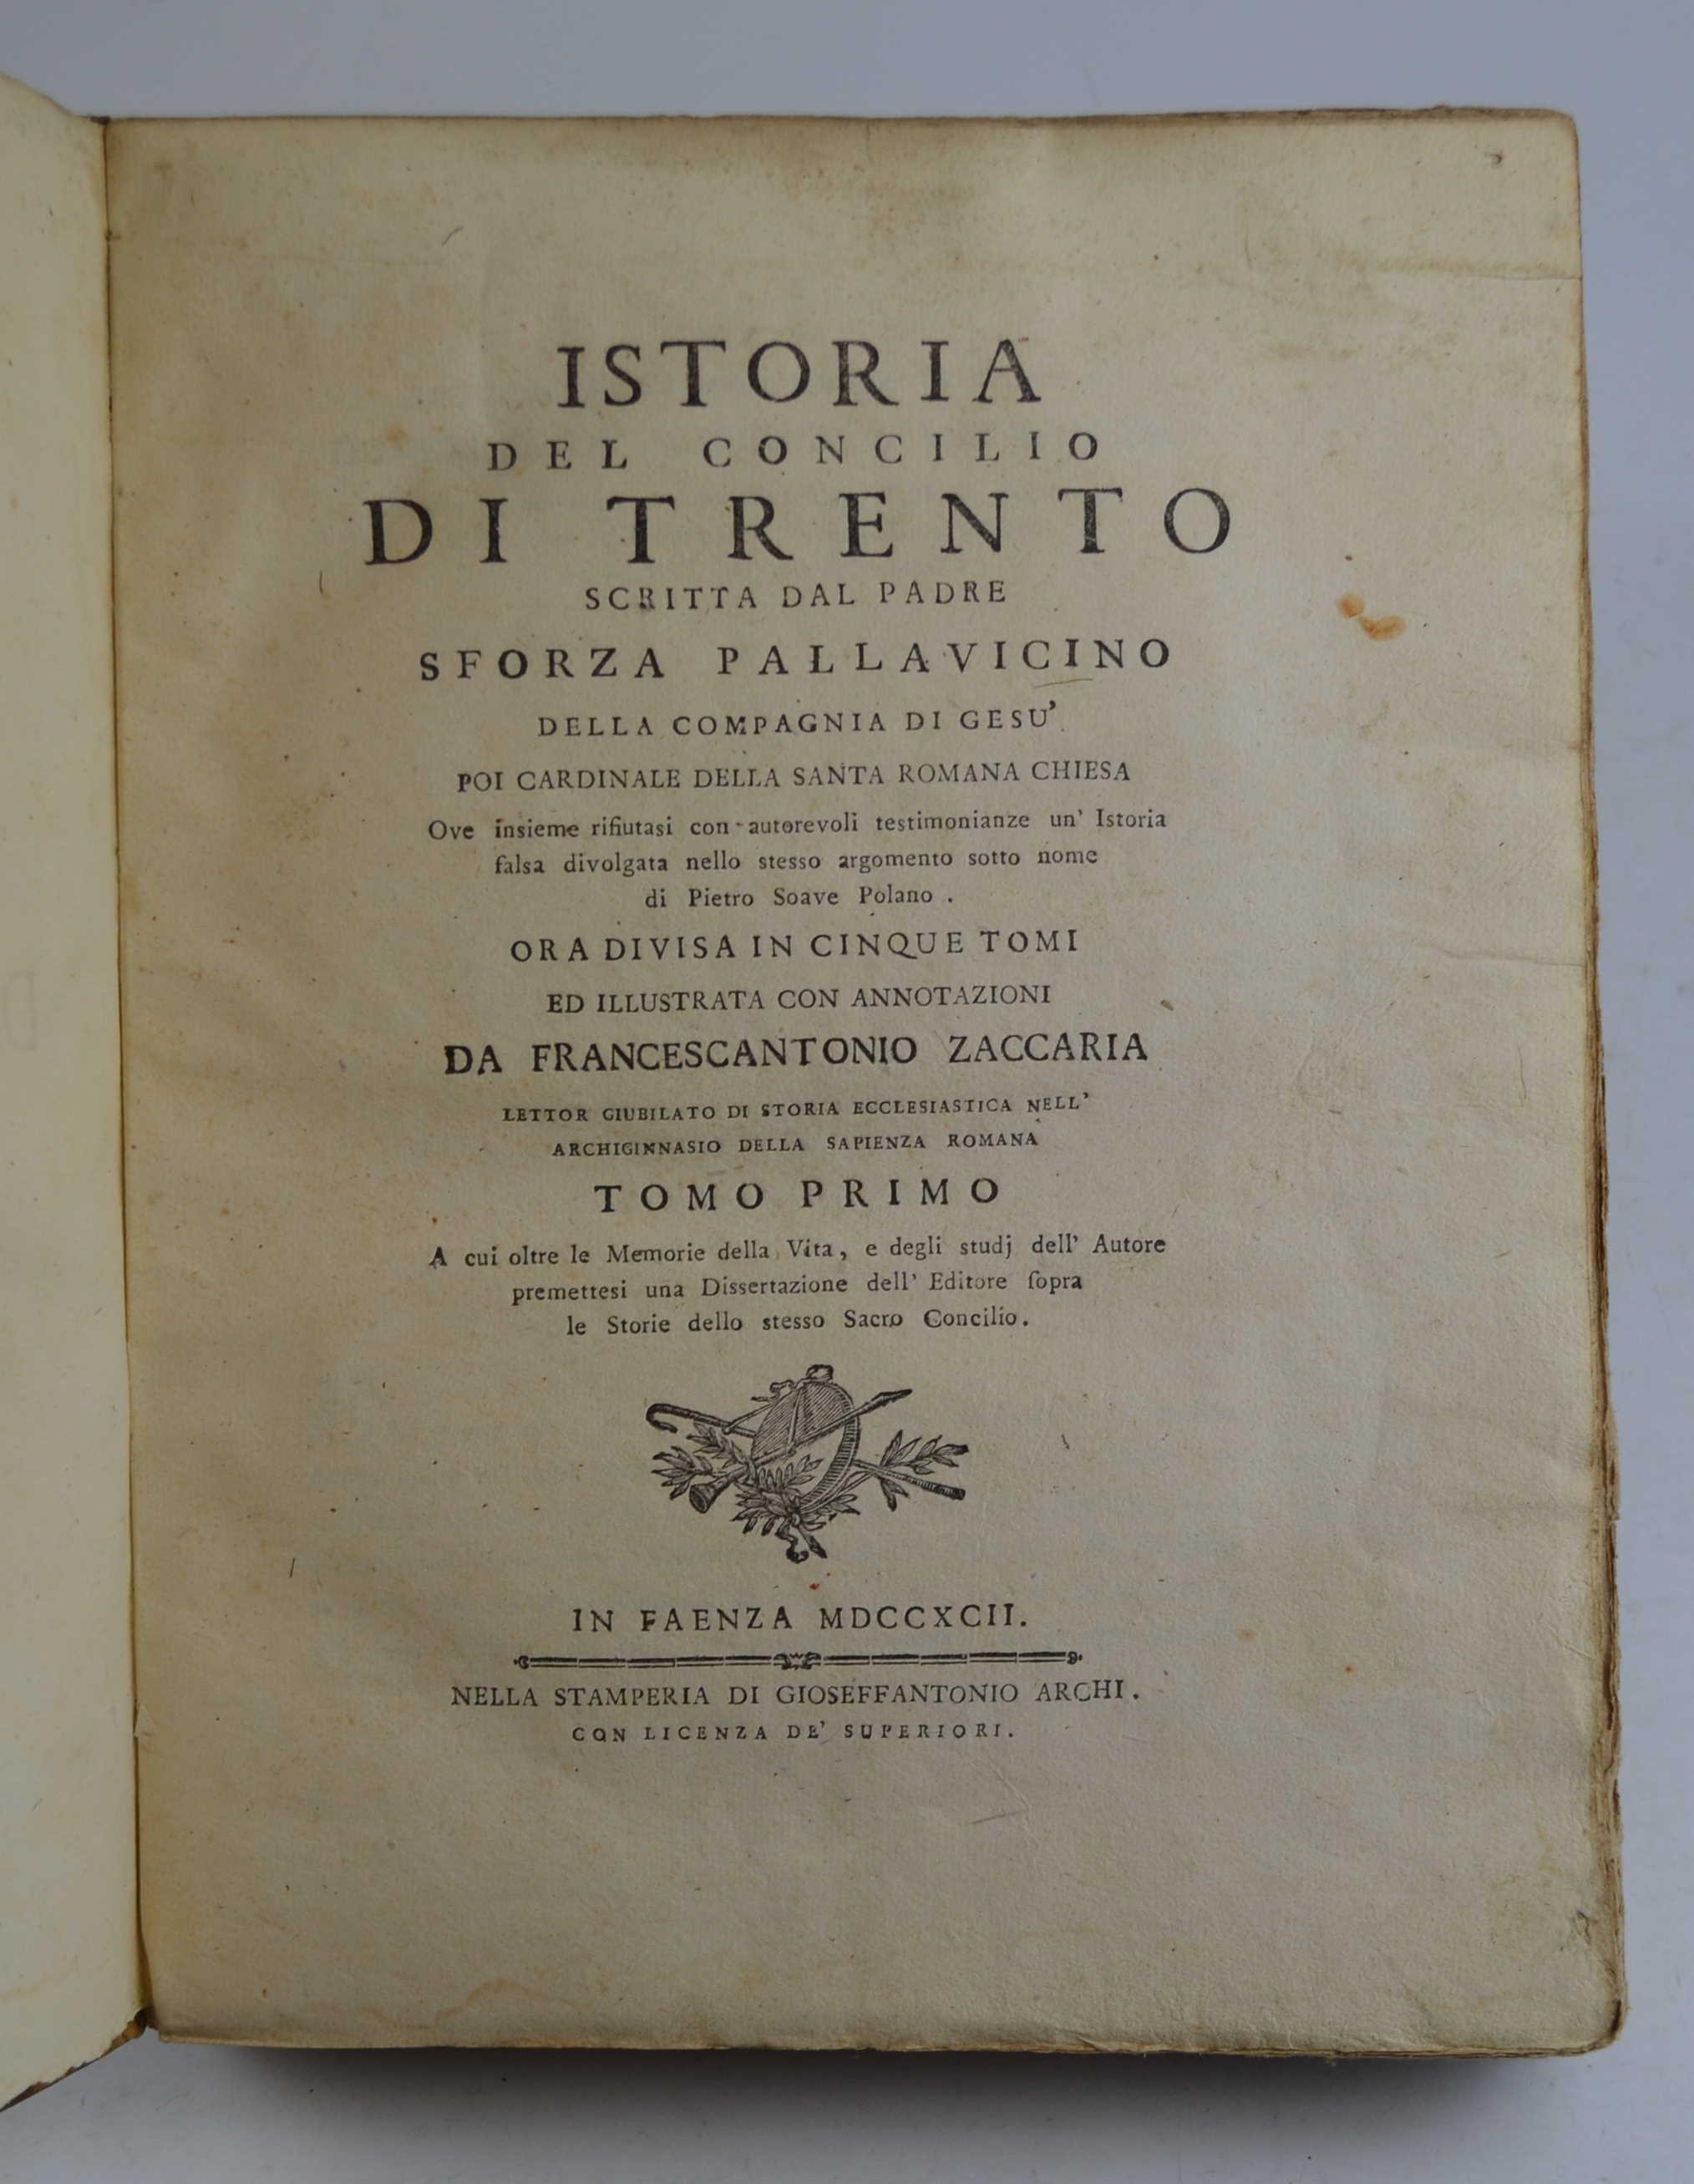 ISTORIA
DEL CONCILIO
DI TRENTO
SCRITTA DAL PADRE
SFORZA PALLAVICINO
DELLA COMPAGNIA DI GESU'
POI CARDINALE DELLA SANTA ROMANA CHIESA
Ove insieme rifiutasi con autorevoli testimonianze un' Istoria
falsa divolgata nello stesso argomento sotto nome
di Pietro Soave Polano .
ORA DIVISA IN CINQUE TOMI
ED ILLUSTRATA CON ANNOTAZIONI
DA FRANCESCANTONIO ZACCARIA
LETTOR GIUBILATO DI STORIA ECCLESIASTICA NELL'
ARCHIGINNASIO DELLA SAPIENZA ROMANA
TOMO PRIMO
A cui oltre le Memorie della Vita , e degli studj dell' Autore
premettesi una Dissertazione dell' Editore ſopra
le Storie dello stesso Sacro Concilio .
IN FAENZA MDCCXCII.
NELLA STAMPERIA DI GIOSEFFANTONIO ARCHI .
CON LICENZA DE' SUPERIORI .